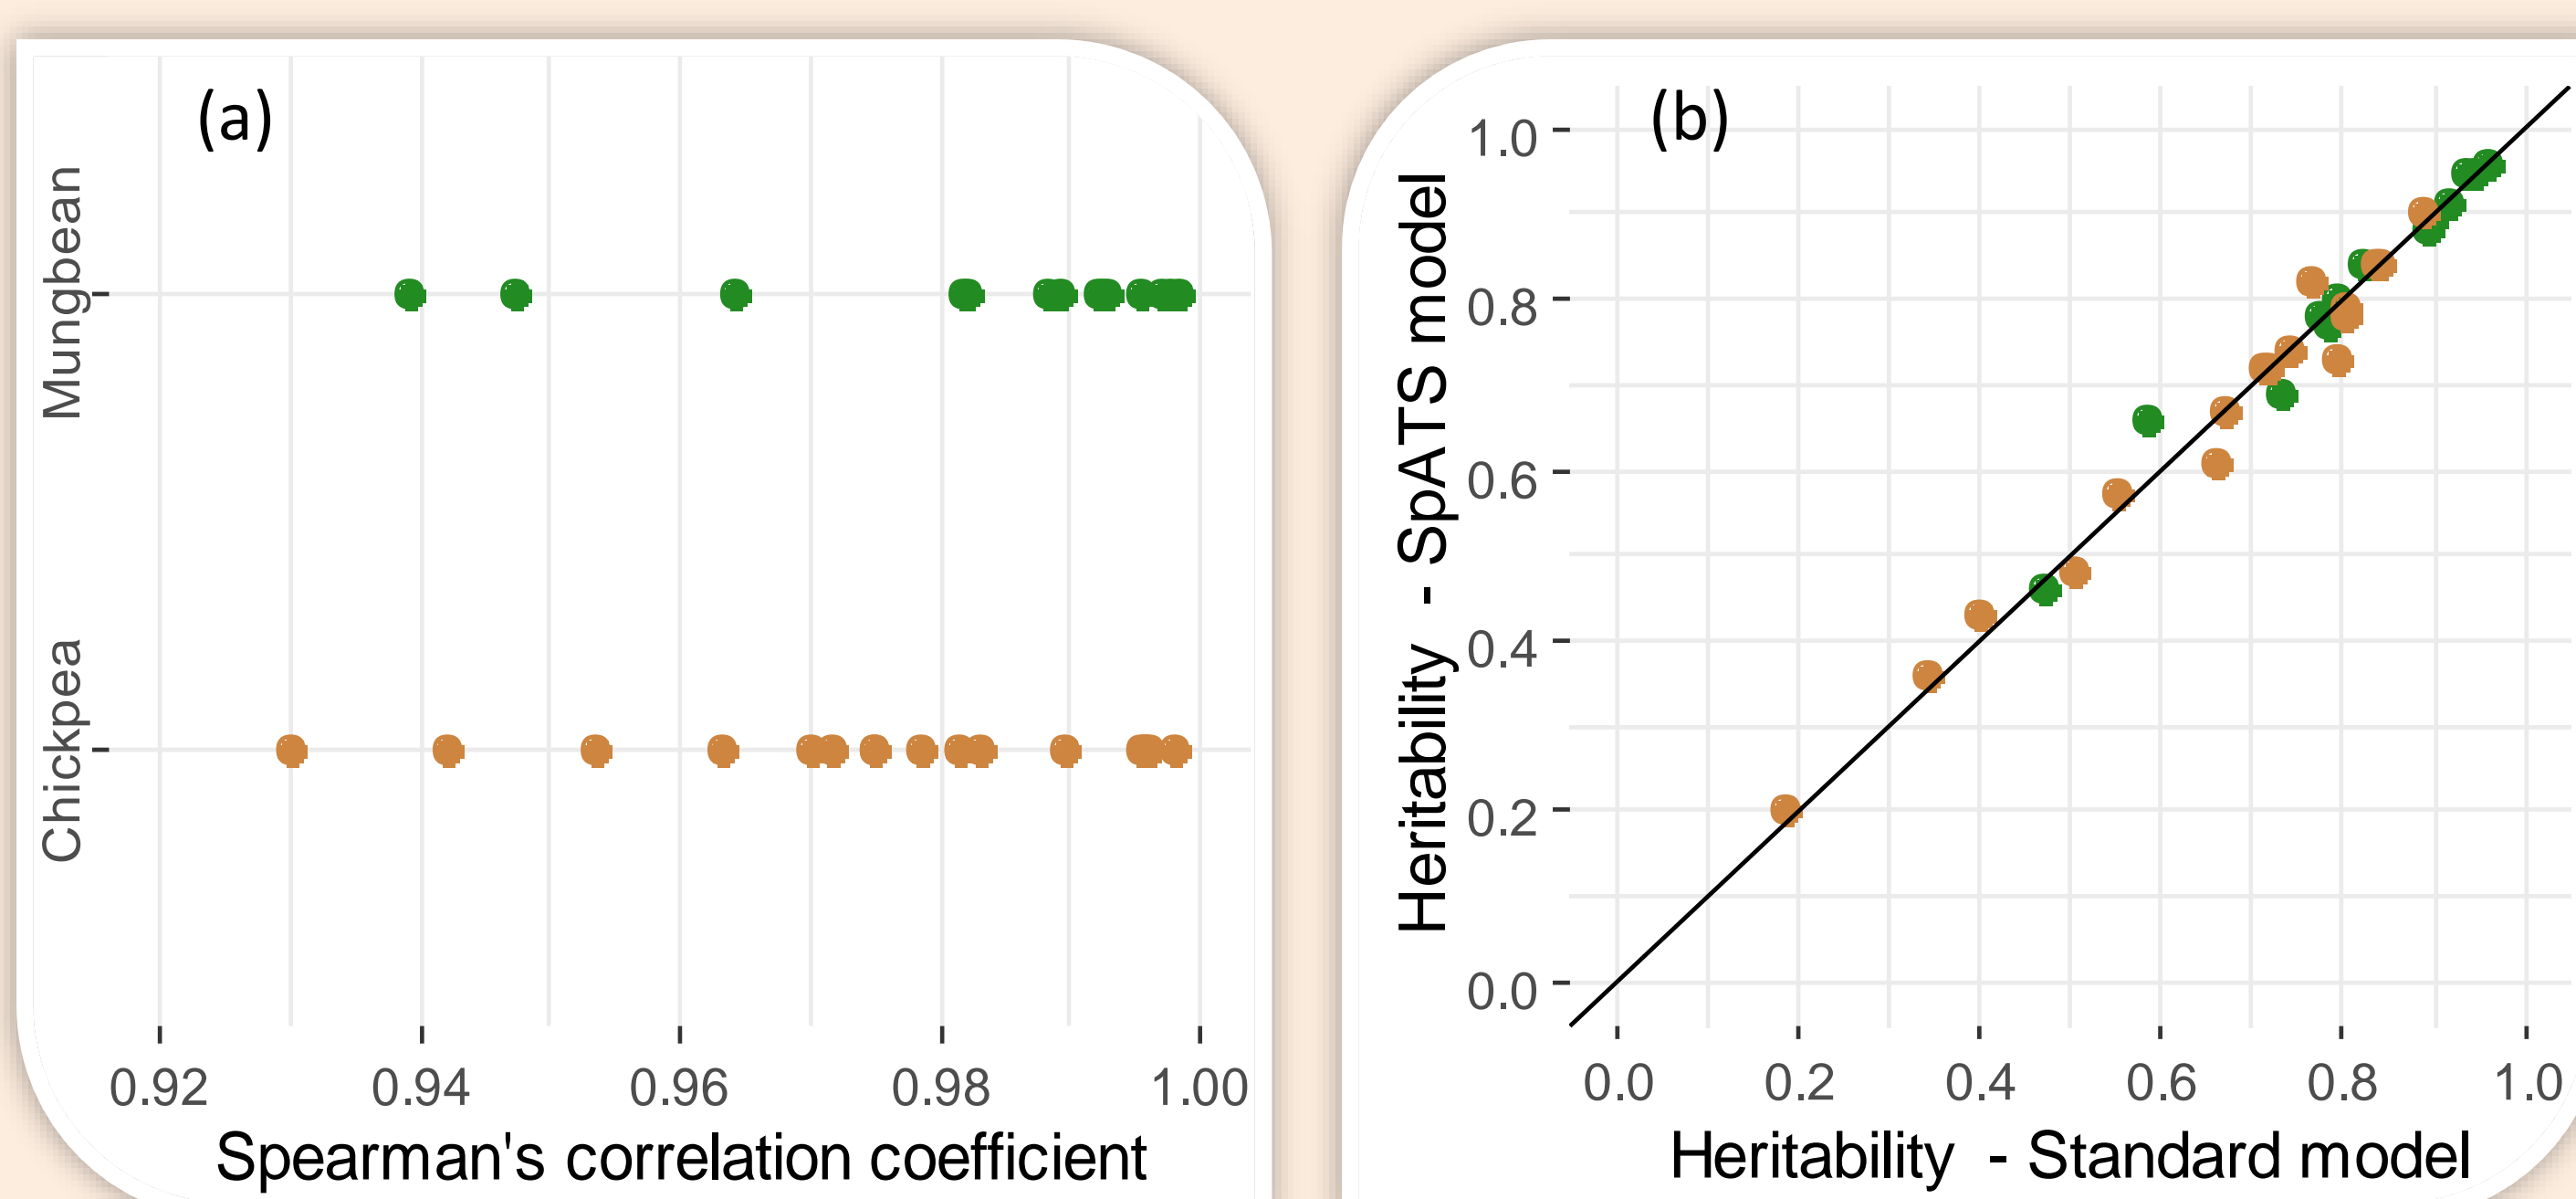 (a)
Mungbean
Chickpea
0.92 0.94 0.96 0.98 1.00
Spearman's correlation coefficient
(b)
Heritability - SpATS model
1.0
0.8
0.6
0.4
0.2
0.0
0.0 0.2 0.4 0.6 0.8 1.0
Heritability - Standard model